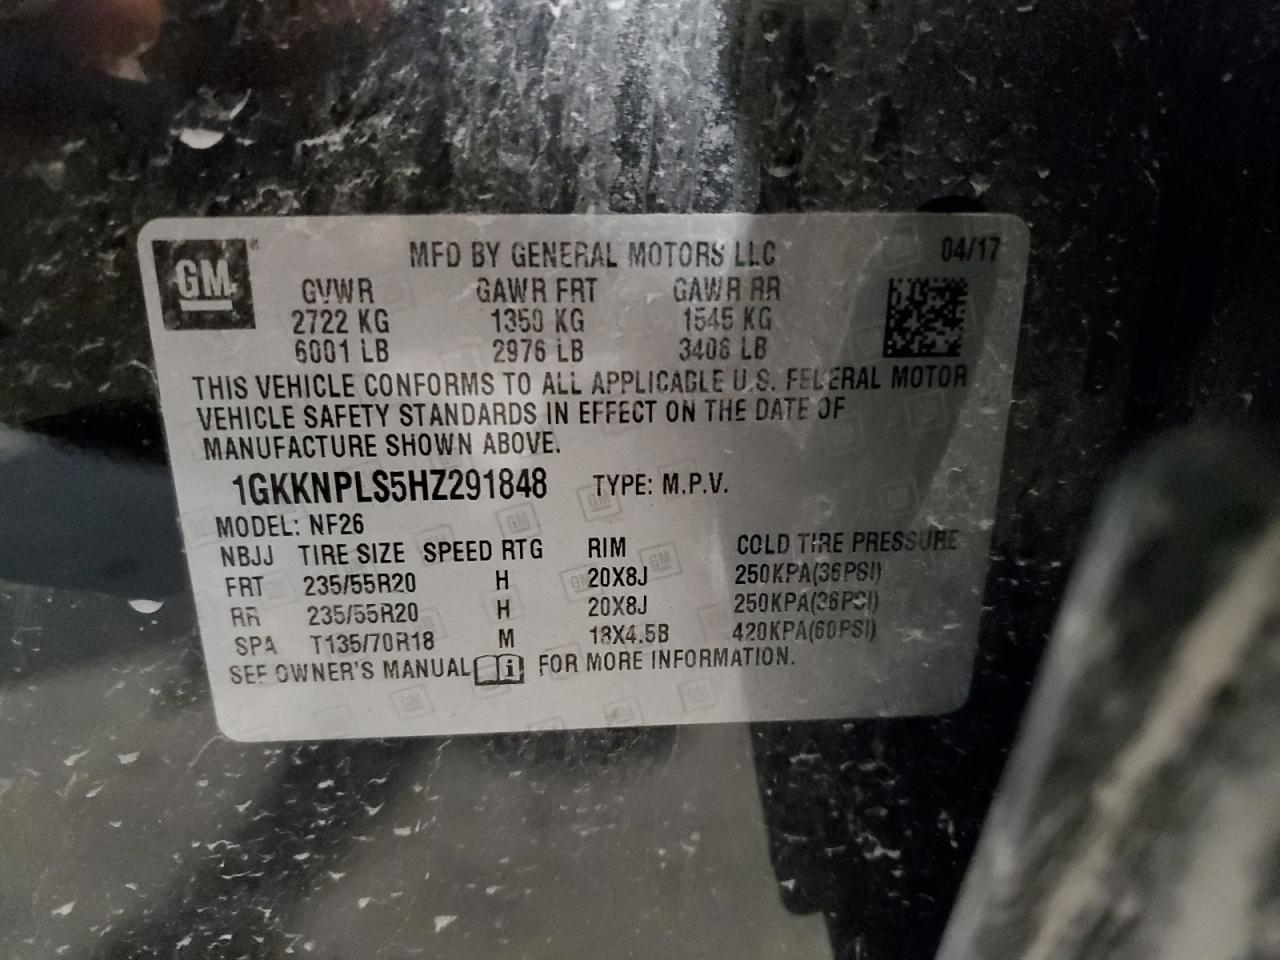 GM ® MFD BY GENERAL MOTORS LLC 04/17
GVWR GAWR FRT GAWR RR
2722 KG 1350 KG 1545 KG
6001 LB 2976 LB 3406 LB
THIS VEHICLE CONFORMS TO ALL APPLICABLE U.S. FEDERAL MOTOR
VEHICLE SAFETY STANDARDS IN EFFECT ON THE DATE OF
MANUFACTURE SHOWN ABOVE.
1GKKNPLS5HZ291848 TYPE: M.P.V.
MODEL: NF26
NBJJ TIRE SIZE SPEED RTG RIM COLD TIRE PRESSURE
FRT 235/55R20 H 20X8J 250KPA(36PSI)
RR 235/55R20 H 20X8J 250KPA(36PSI)
SPA T135/70R18 M 18X4.5B 420KPA(60PSI)
SEE OWNER'S MANUAL i FOR MORE INFORMATION.